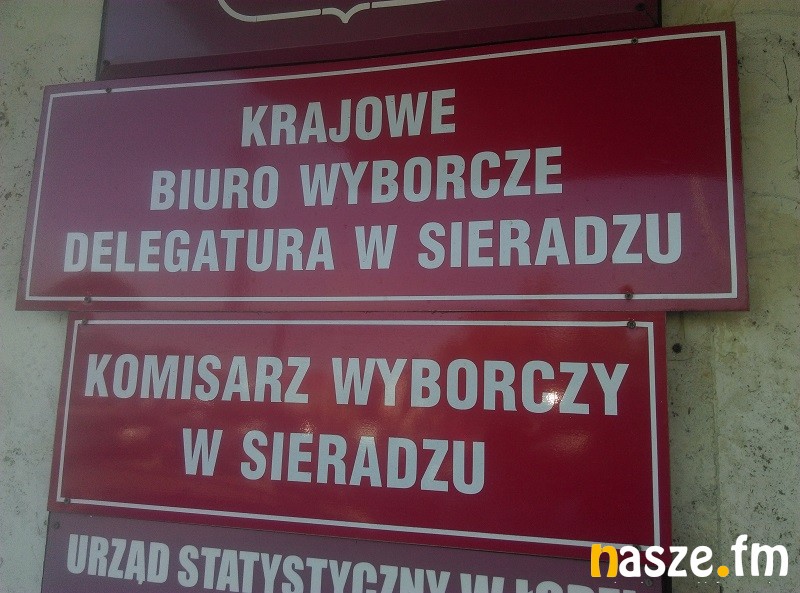 KRAJOWE
BIURO WYBORCZE
DELEGATURA W SIERADZU
KOMISARZ WYBORCZY
W SIERADZU
URZĄD STATYSTYCZNY W
nasze.fm